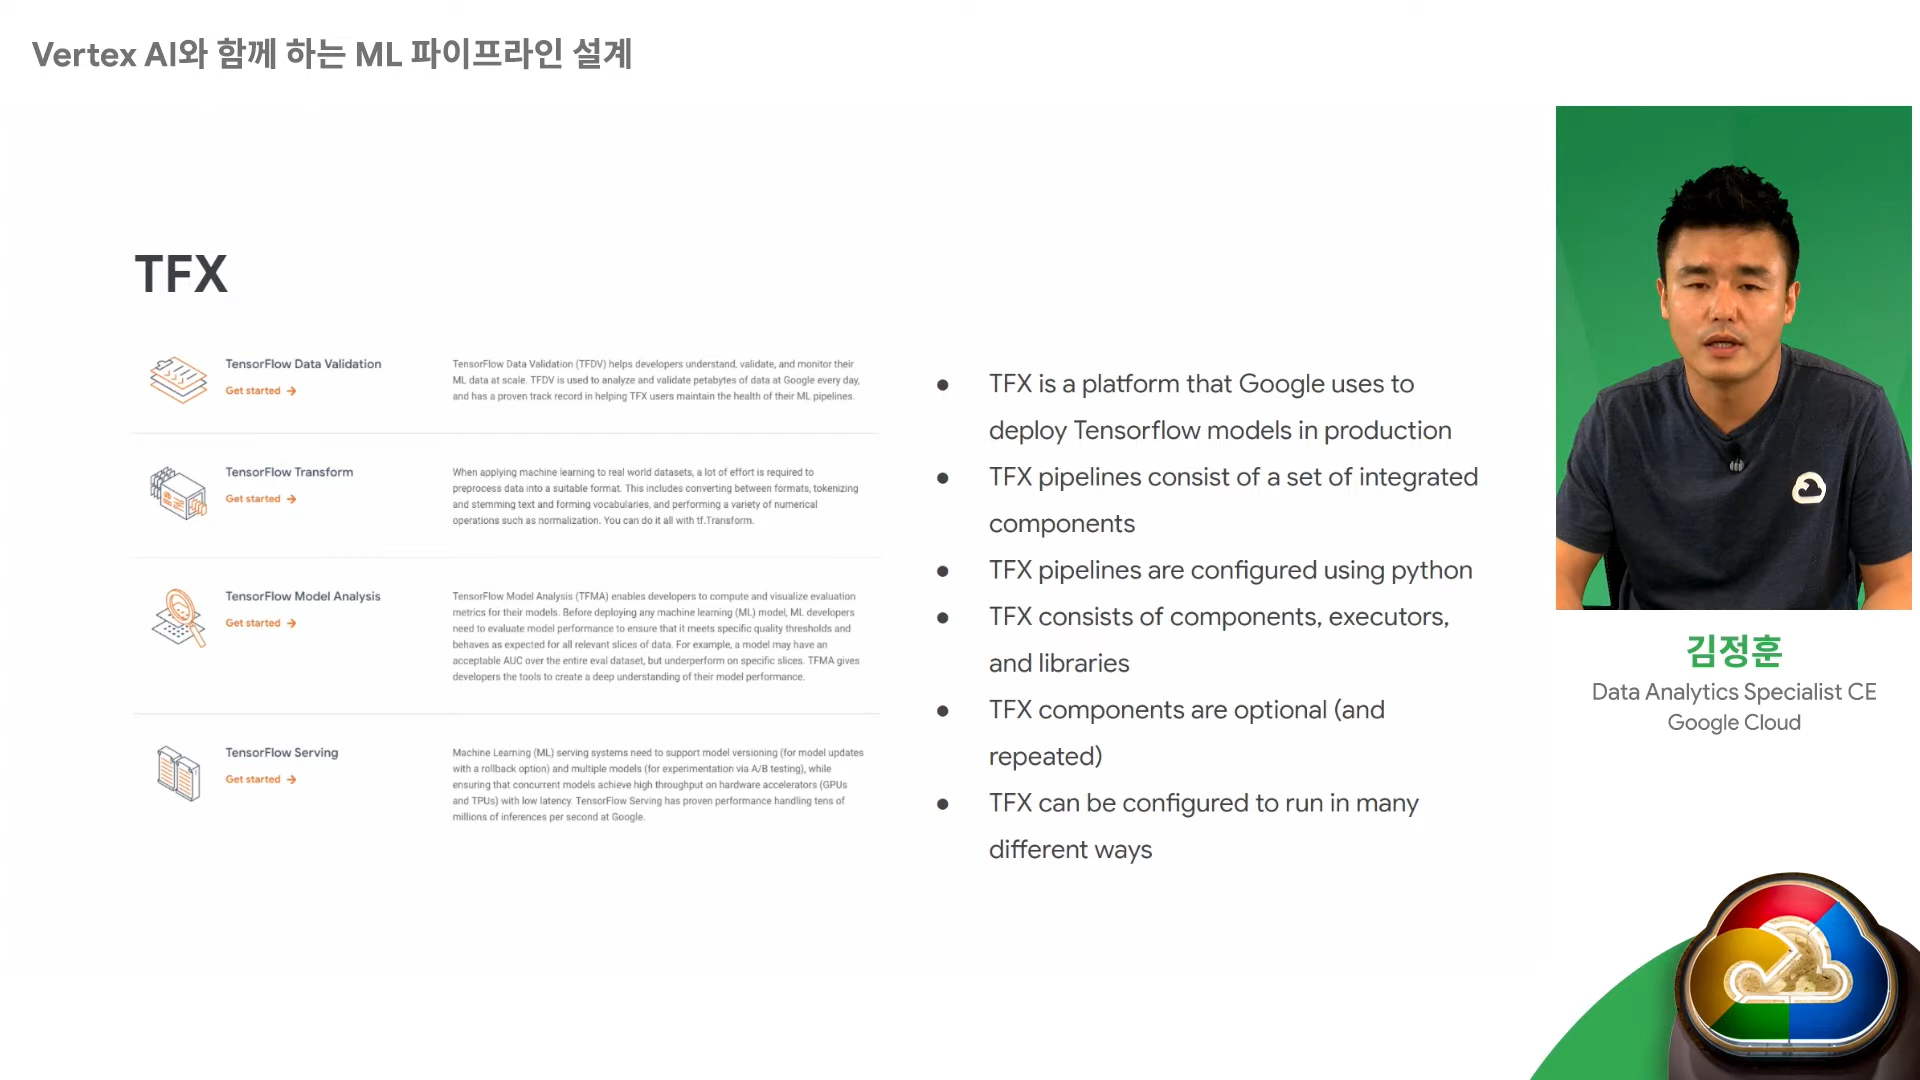 Vertex AI와 함께 하는 ML 파이프라인 설계
TFX
TensorFlow Data Validation
Get started →
TensorFlow Data Validation (TFDV) helps developers understand, validate, and monitor their
ML data at scale. TFDV is used to analyze and validate petabytes of data at Google every day,
and has a proven track record in helping TFX users maintain the health of their ML pipelines.
TensorFlow Transform
Get started →
When applying machine learning to real world datasets, a lot of effort is required to
preprocess data into a suitable format. This includes converting between formats, tokenizing
and stemming text and forming vocabularies, and performing a variety of numerical
operations such as normalization. You can do it all with tf.Transform.
TensorFlow Model Analysis
Get started →
TensorFlow Model Analysis (TFMA) enables developers to compute and visualize evaluation
metrics for their models. Before deploying any machine learning (ML) model, ML developers
need to evaluate model performance to ensure that it meets specific quality thresholds and
behaves as expected for all relevant slices of data. For example, a model may have an
acceptable AUC over the entire eval dataset, but underperform on specific slices. TFMA gives
developers the tools to create a deep understanding of their model performance.
TensorFlow Serving
Get started →
Machine Learning (ML) serving systems need to support model versioning (for model updates
with a rollback option) and multiple models (for experimentation via A/B testing), while
ensuring that concurrent models achieve high throughput on hardware accelerators (GPUs
and TPUs) with low latency. TensorFlow Serving has proven performance handling tens of
millions of inferences per second at Google.
● TFX is a platform that Google uses to
deploy Tensorflow models in production
● TFX pipelines consist of a set of integrated
components
● TFX pipelines are configured using python
● TFX consists of components, executors,
and libraries
● TFX components are optional (and
repeated)
● TFX can be configured to run in many
different ways
김정훈
Data Analytics Specialist CE
Google Cloud